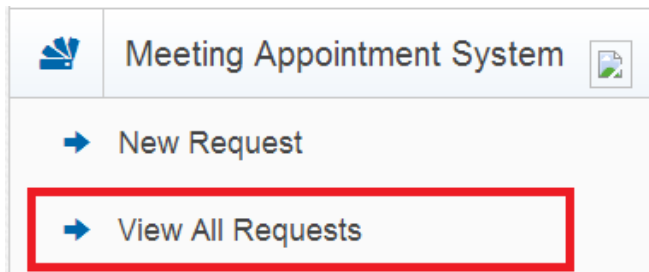 Meeting Appointment System
New Request
View All Requests